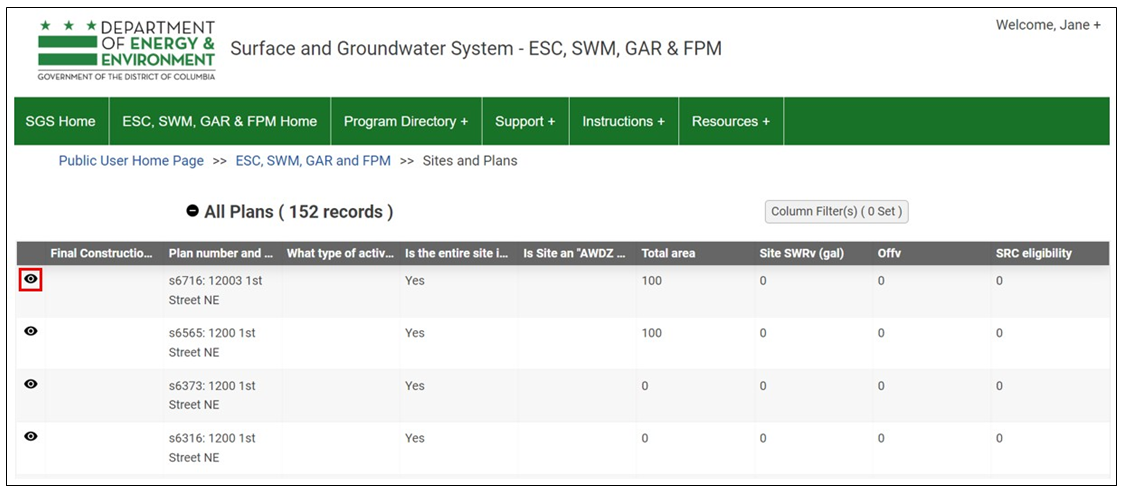 DEPARTMENT
OF ENERGY &
ENVIRONMENT
GOVERNMENT OF THE DISTRICT OF COLUMBIA
Surface and Groundwater System - ESC, SWM, GAR & FPM
Welcome, Jane +
SGS Home ESC, SWM, GAR & FPM Home Program Directory + Support + Instructions + Resources +
Public User Home Page >> ESC, SWM, GAR and FPM >> Sites and Plans
All Plans ( 152 records )
Column Filter(s) ( 0 Set )
Final Constructio... Plan number and ... What type of activ... Is the entire site i... Is Site an "AWDZ ... Total area Site SWRv (gal) Offv SRC eligibility
s6716: 12003 1st Yes 100 0 0 0
Street NE
s6565: 1200 1st Yes 100 0 0 0
Street NE
s6373: 1200 1st Yes 0 0 0 0
Street NE
s6316: 1200 1st Yes 0 0 0 0
Street NE